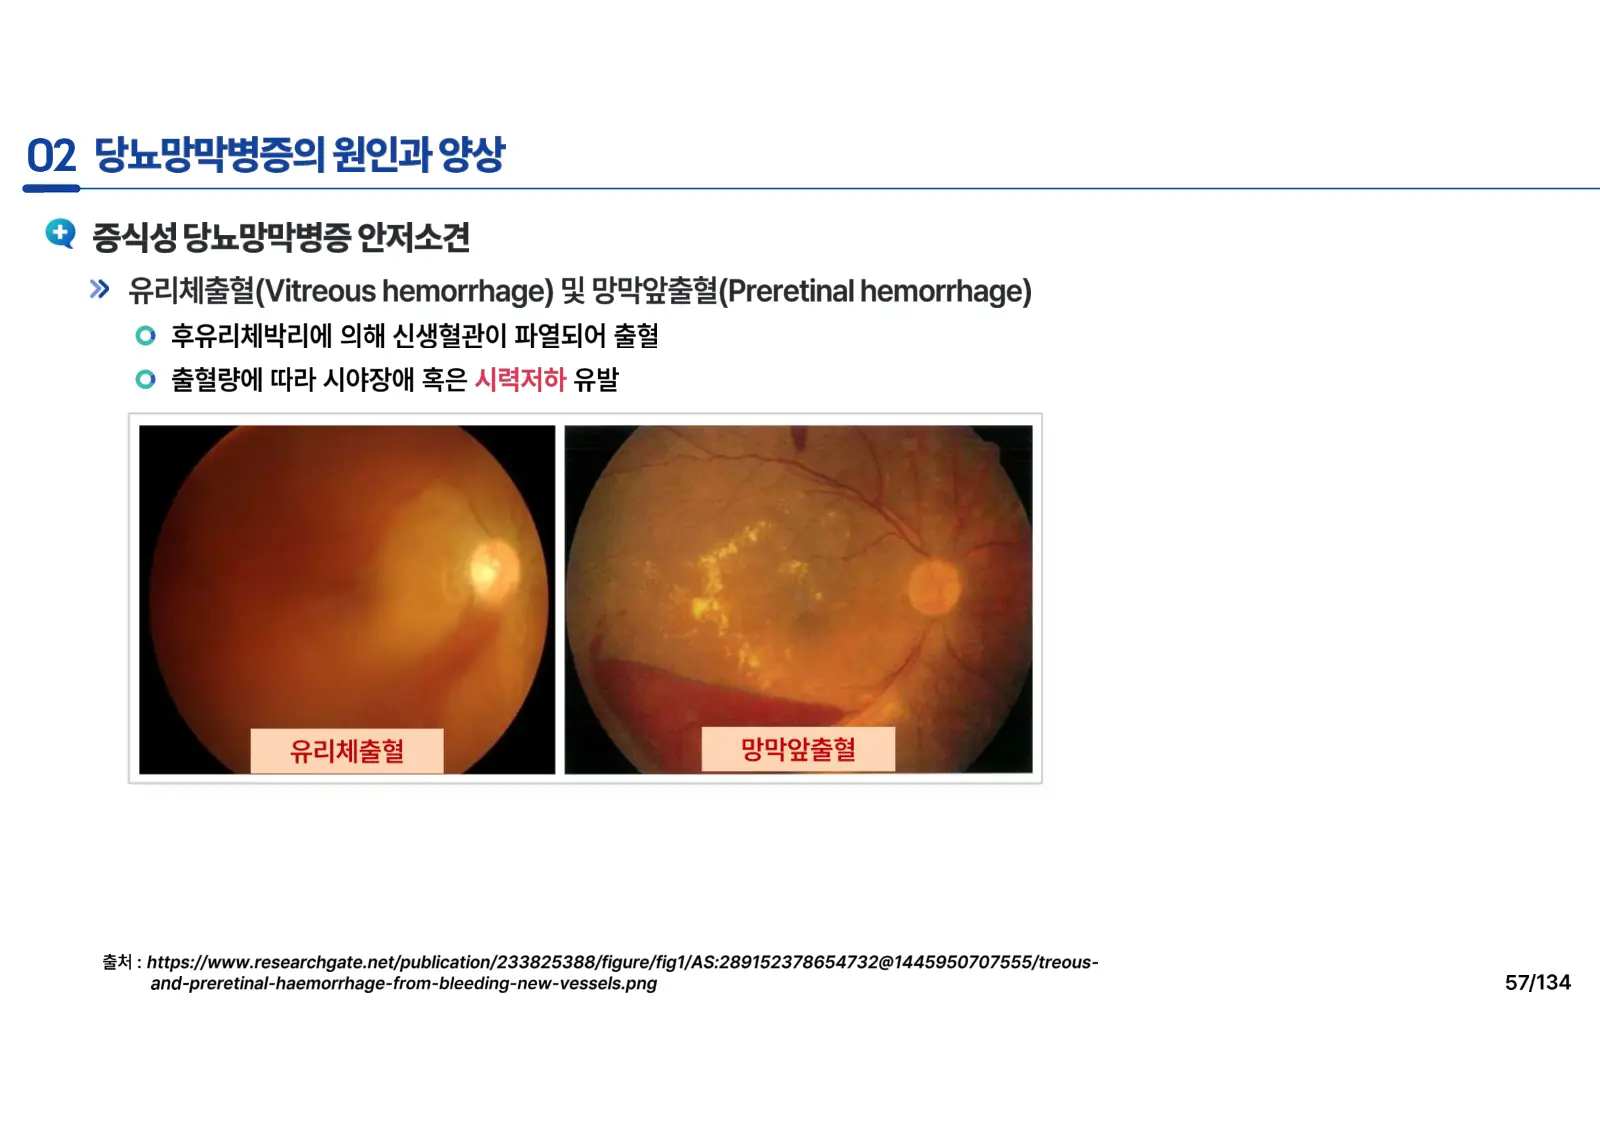 02 당뇨망막병증의 원인과 양상
증식성 당뇨망막병증 안저소견
유리체출혈(Vitreous hemorrhage) 및 망막앞출혈(Preretinal hemorrhage)
후유리체박리에 의해 신생혈관이 파열되어 출혈
출혈량에 따라 시야장애 혹은 시력저하 유발
유리체출혈
망막앞출혈
출처 : https://www.researchgate.net/publication/233825388/figure/fig1/AS:289152378654732@1445950707555/treous-
and-preretinal-haemorrhage-from-bleeding-new-vessels.png
57/134